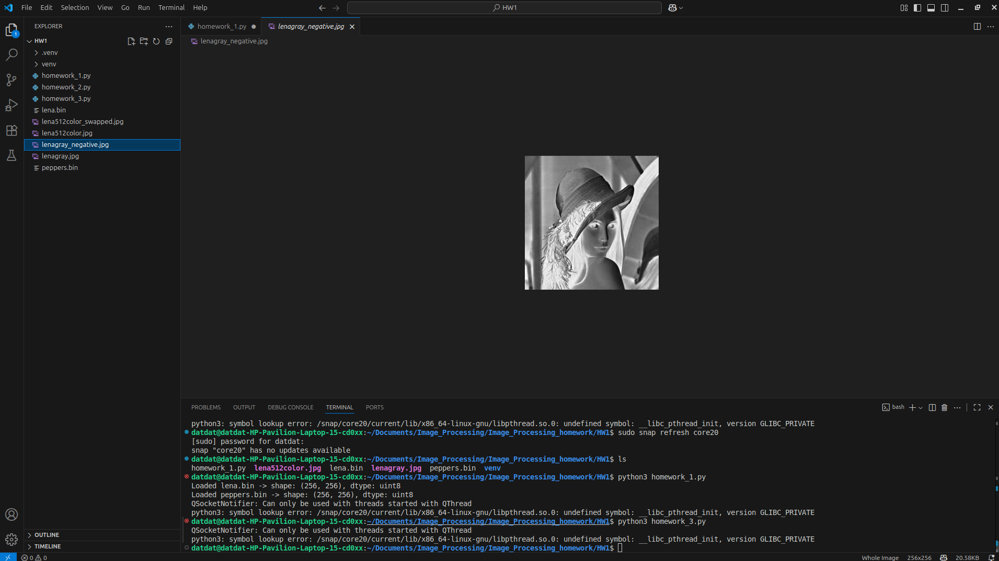 File Edit Selection View Go Run Terminal Help
HW1
EXPLORER
1
HW1
.venv
venv
homework_1.py
homework_2.py
homework_3.py
lena.bin
lena512color_swapped.jpg
lena512color.jpg
lenagray_negative.jpg
lenagray.jpg
peppers.bin
OUTLINE
TIMELINE
homework_1.py
lenagray_negative.jpg
lenagray_negative.jpg
PROBLEMS OUTPUT DEBUG CONSOLE TERMINAL PORTS
bash
python3: symbol lookup error: /snap/core20/current/lib/x86_64-linux-gnu/libpthread.so.0: undefined symbol: __libc_pthread_init, version GLIBC_PRIVATE
datdat@datdat-HP-Pavilion-Laptop-15-cd0xx:~/Documents/Image_Processing/Image_Processing_homework/HW1$ sudo snap refresh core20
[sudo] password for datdat:
snap "core20" has no updates available
datdat@datdat-HP-Pavilion-Laptop-15-cd0xx:~/Documents/Image_Processing/Image_Processing_homework/HW1$ ls
homework_1.py lena512color.jpg lena.bin lenagray.jpg peppers.bin venv
datdat@datdat-HP-Pavilion-Laptop-15-cd0xx:~/Documents/Image_Processing/Image_Processing_homework/HW1$ python3 homework_1.py
Loaded lena.bin -> shape: (256, 256), dtype: uint8
Loaded peppers.bin -> shape: (256, 256), dtype: uint8
QSocketNotifier: Can only be used with threads started with QThread
python3: symbol lookup error: /snap/core20/current/lib/x86_64-linux-gnu/libpthread.so.0: undefined symbol: __libc_pthread_init, version GLIBC_PRIVATE
datdat@datdat-HP-Pavilion-Laptop-15-cd0xx:~/Documents/Image_Processing/Image_Processing_homework/HW1$ python3 homework_3.py
QSocketNotifier: Can only be used with threads started with QThread
python3: symbol lookup error: /snap/core20/current/lib/x86_64-linux-gnu/libpthread.so.0: undefined symbol: __libc_pthread_init, version GLIBC_PRIVATE
datdat@datdat-HP-Pavilion-Laptop-15-cd0xx:~/Documents/Image_Processing/Image_Processing_homework/HW1$
0 0
Whole Image 256x256 20.58KB